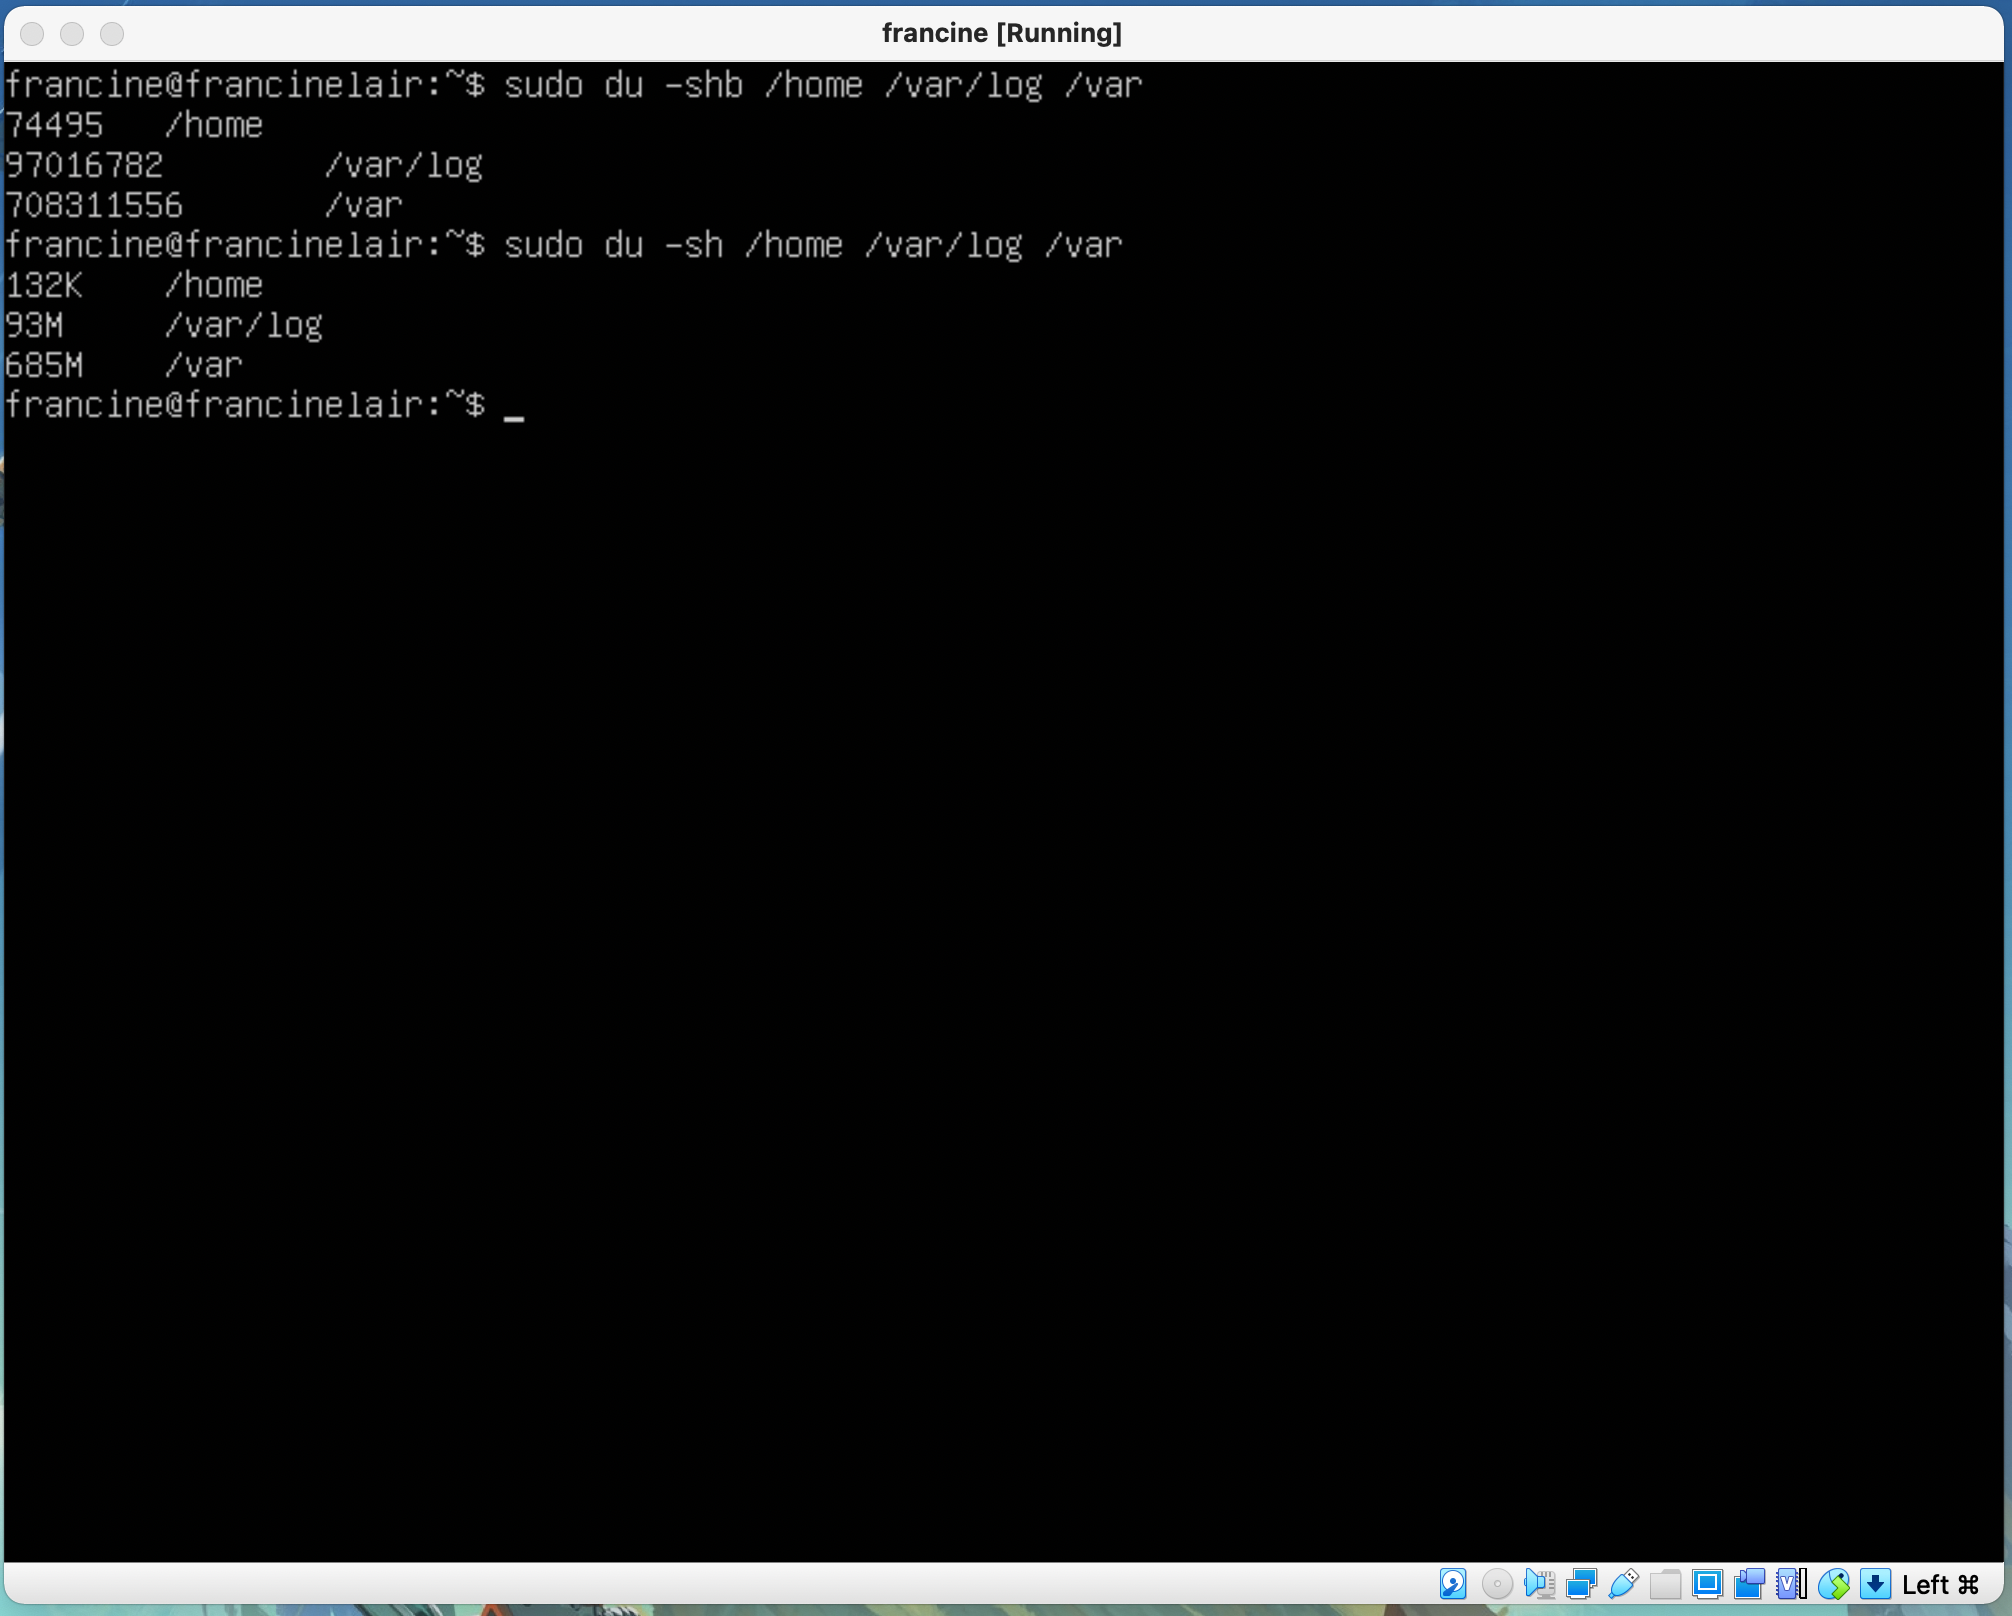 francine [Running]
francine@francinelair:~$ sudo du -shb /home /var/log /var
74495   /home
97016782        /var/log
708311556       /var
francine@francinelair:~$ sudo du -sh /home /var/log /var
132K    /home
93M     /var/log
685M    /var
francine@francinelair:~$ _
Left ⌘